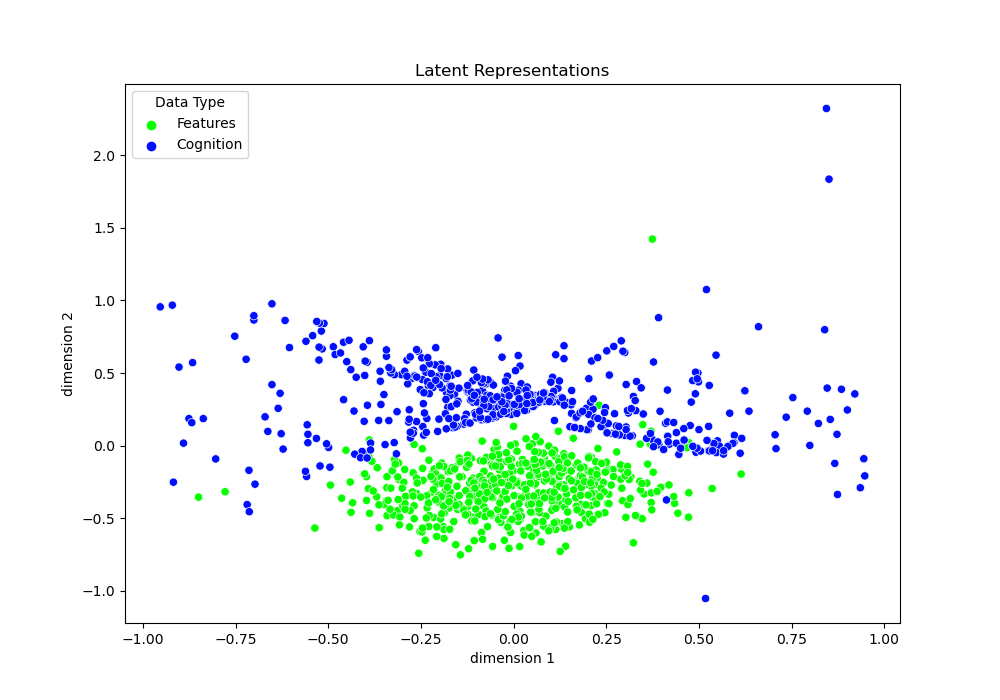 Latent Representations
Data Type
Features
Cognition
2.0
1.5
1.0
0.5
0.0
−0.5
−1.0
dimension 2
−1.00 −0.75 −0.50 −0.25 0.00 0.25 0.50 0.75 1.00
dimension 1